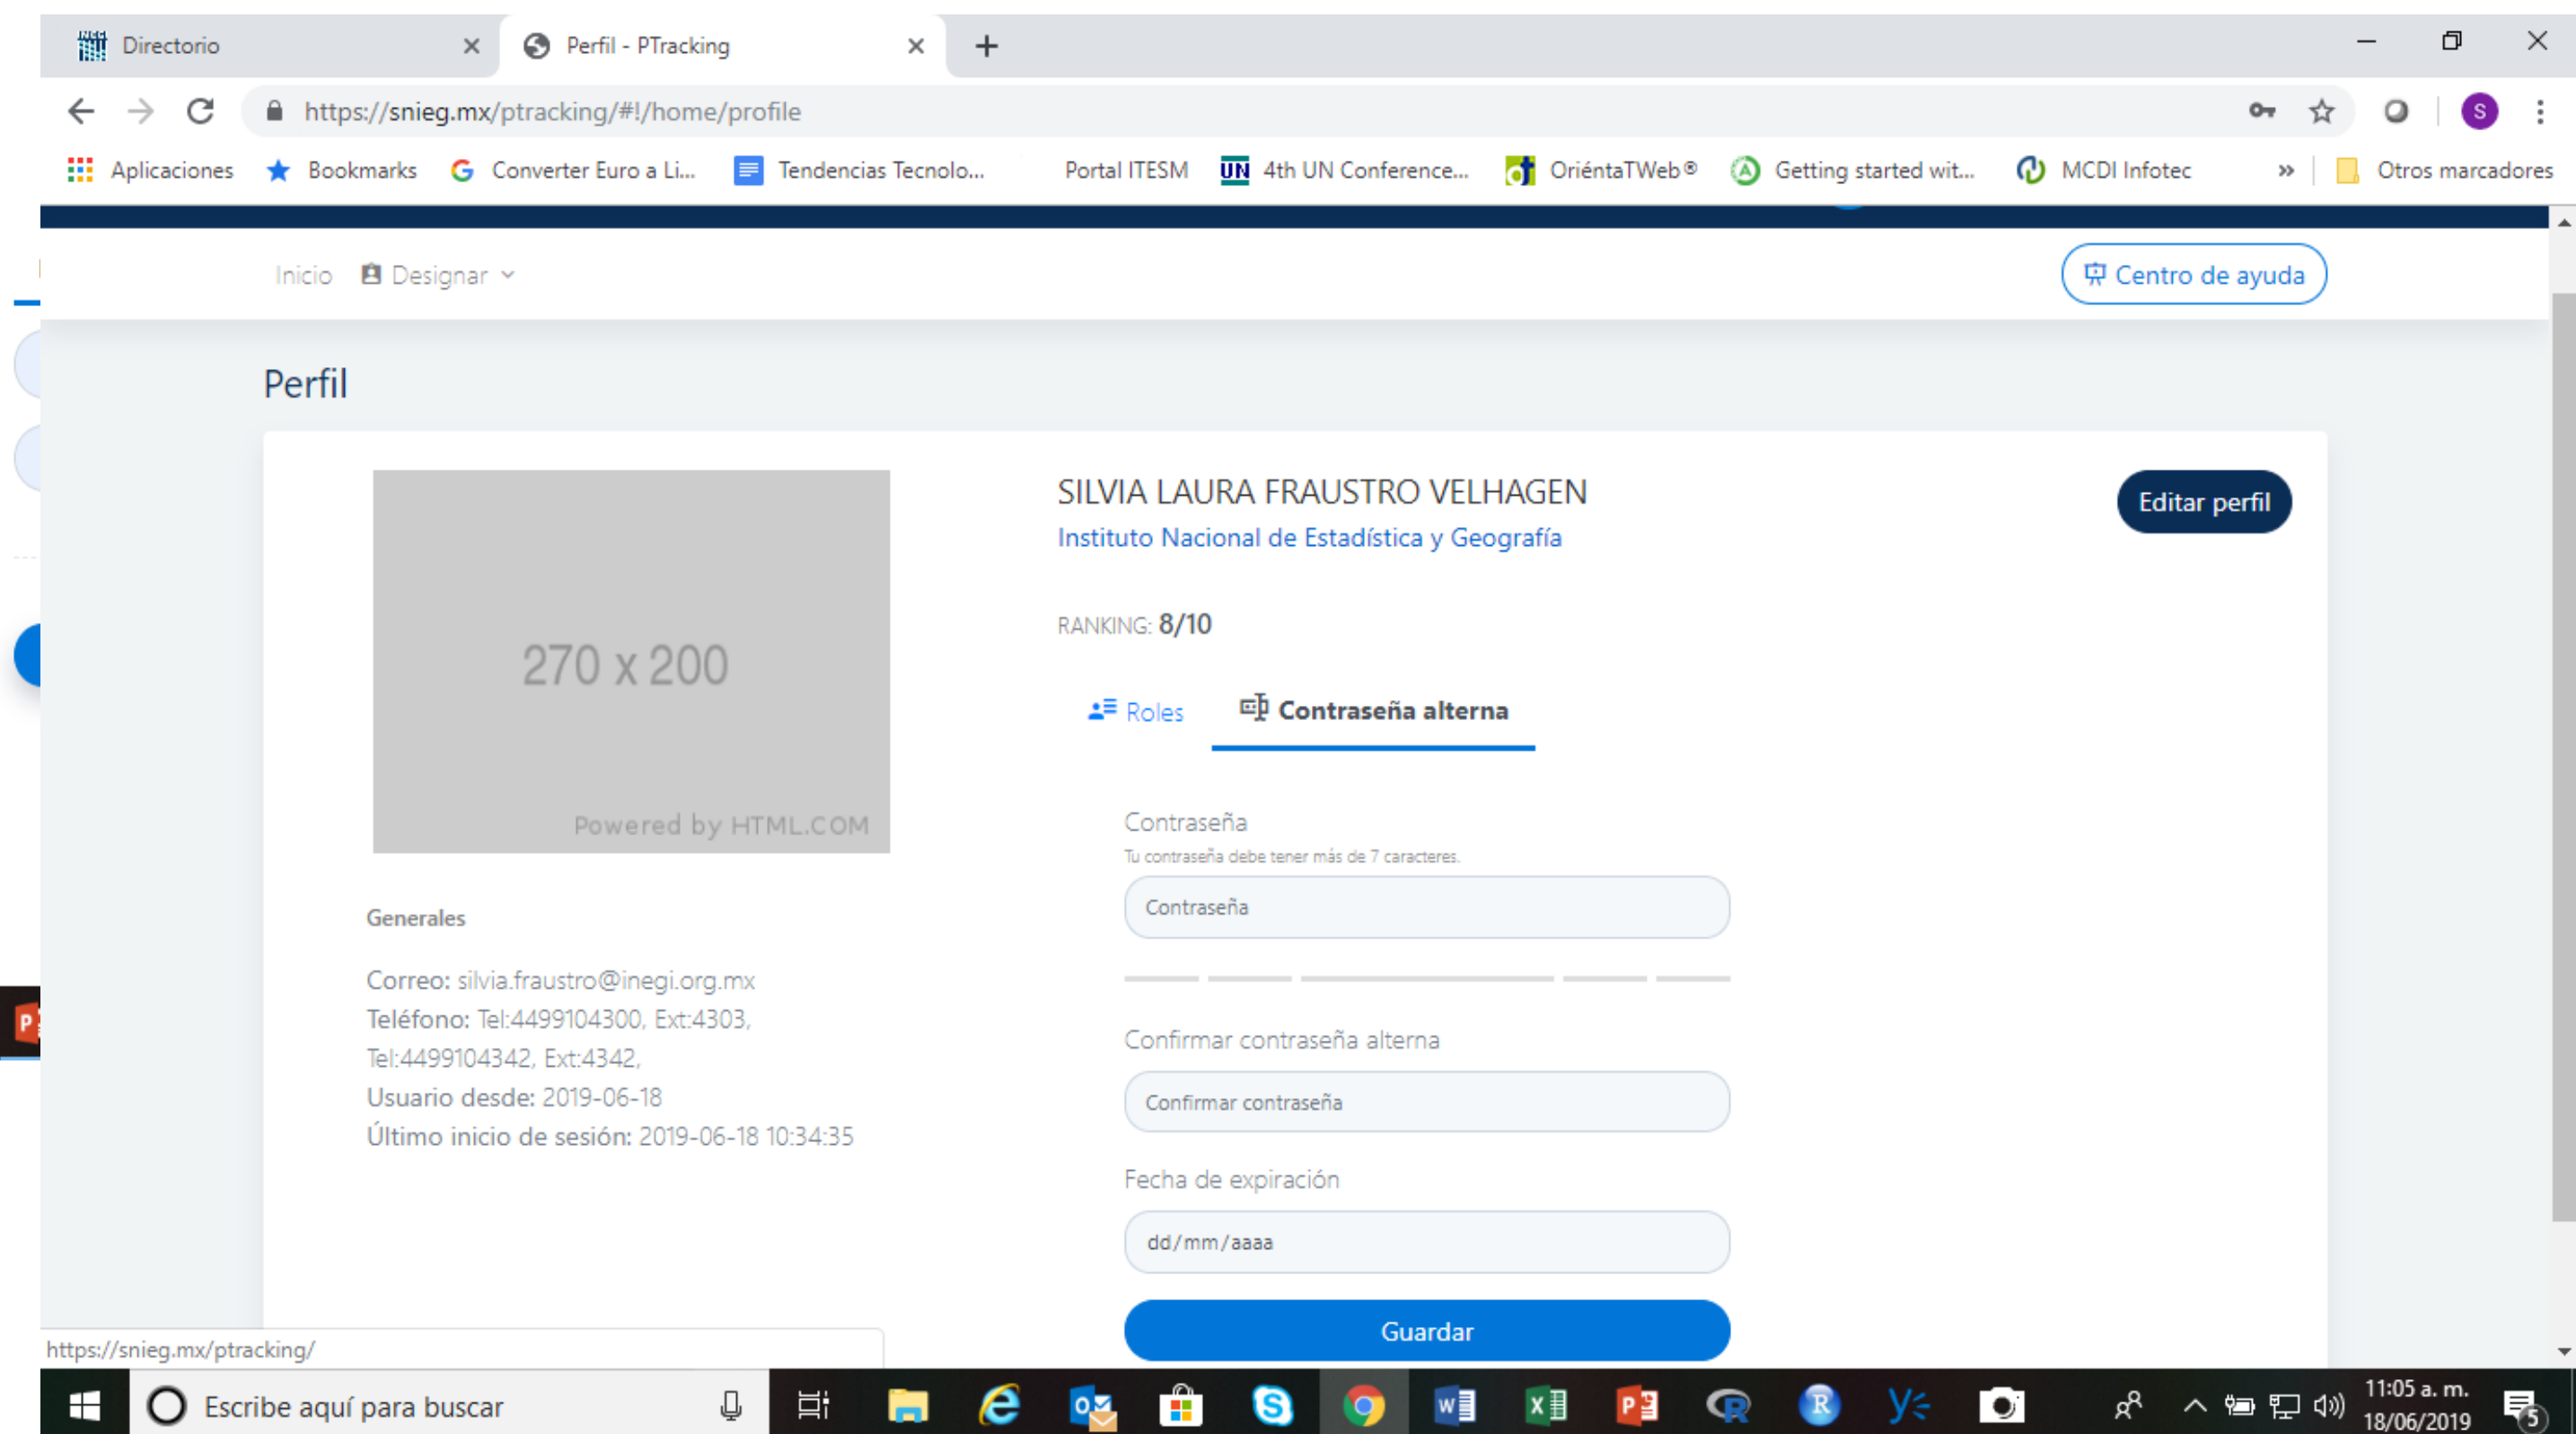 Directorio
Perfil - PTracking
https://snieg.mx/ptracking/#!/home/profile
S
Aplicaciones
Bookmarks
Converter Euro a Li...
Tendencias Tecnolo...
Portal ITESM
UN 4th UN Conference...
OriéntaTWeb®
Getting started wit...
MCDI Infotec
»
Otros marcadores
Inicio
Designar
Centro de ayuda
Perfil
270 x 200
Powered by HTML.COM
SILVIA LAURA FRAUSTRO VELHAGEN
Instituto Nacional de Estadística y Geografía
Editar perfil
RANKING: 8/10
Roles
Contraseña alterna
Contraseña
Tu contraseña debe tener más de 7 caracteres.
Contraseña
Confirmar contraseña alterna
Confirmar contraseña
Fecha de expiración
dd/mm/aaaa
Guardar
Generales
Correo: silvia.fraustro@inegi.org.mx
Teléfono: Tel:4499104300, Ext:4303,
Tel:4499104342, Ext:4342,
Usuario desde: 2019-06-18
Último inicio de sesión: 2019-06-18 10:34:35
https://snieg.mx/ptracking/
Escribe aquí para buscar
11:05 a. m.
18/06/2019
5